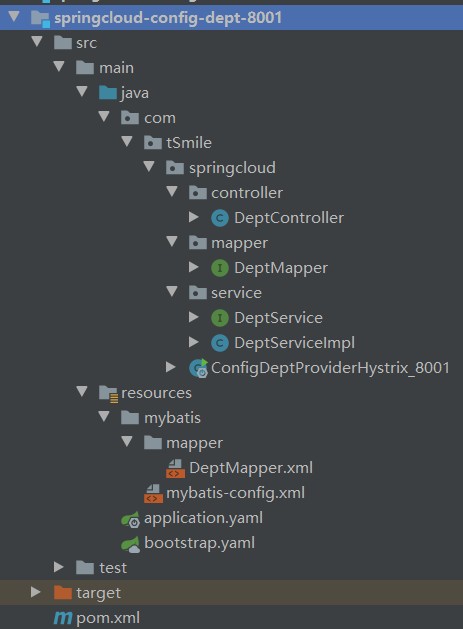 springcloud-config-dept-8001
src
main
java
com
tSmile
springcloud
controller
DeptController
mapper
DeptMapper
service
DeptService
DeptServiceImpl
ConfigDeptProviderHystrix_8001
resources
mybatis
mapper
DeptMapper.xml
mybatis-config.xml
application.yaml
bootstrap.yaml
test
target
pom.xml